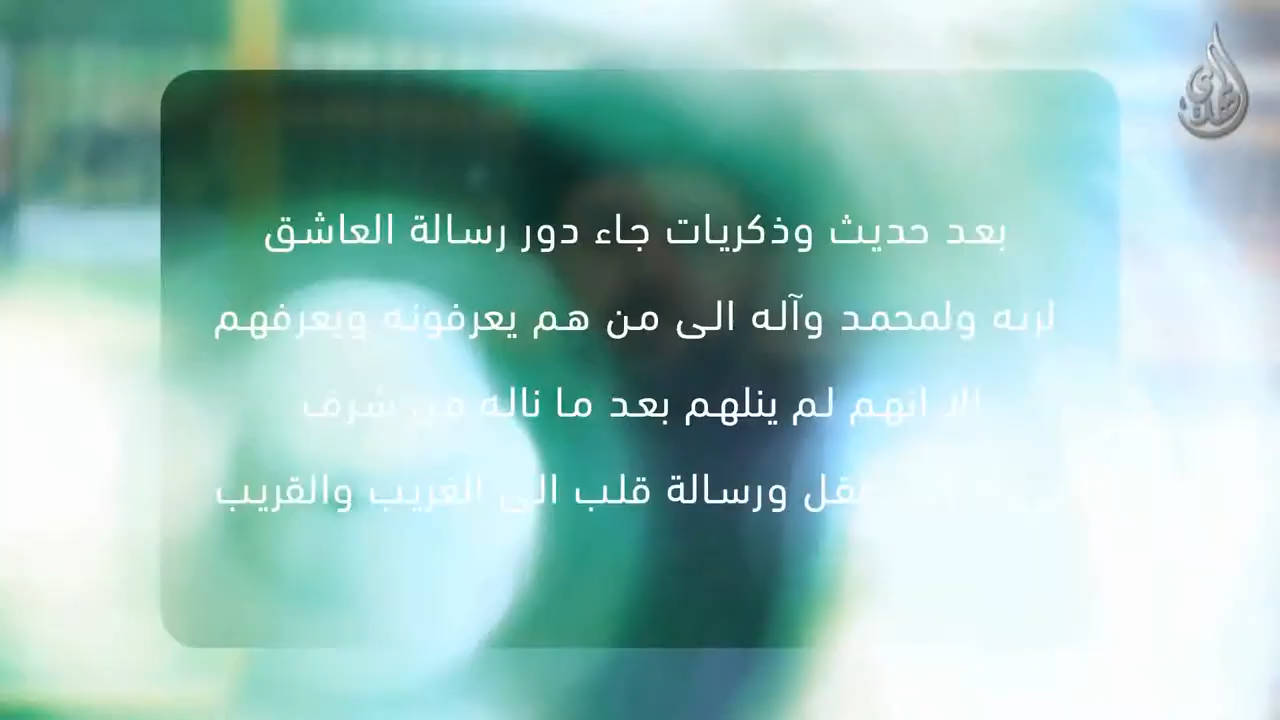 بعد حديث وذكريات جاء دور رسالة العاشق
لربه ولمحمد وآله الى من هم يعرفونه ويعرفهم
الا انهم لم ينلهم بعد ما ناله من شرف
ورسالة قلب الى الغريب والقريب